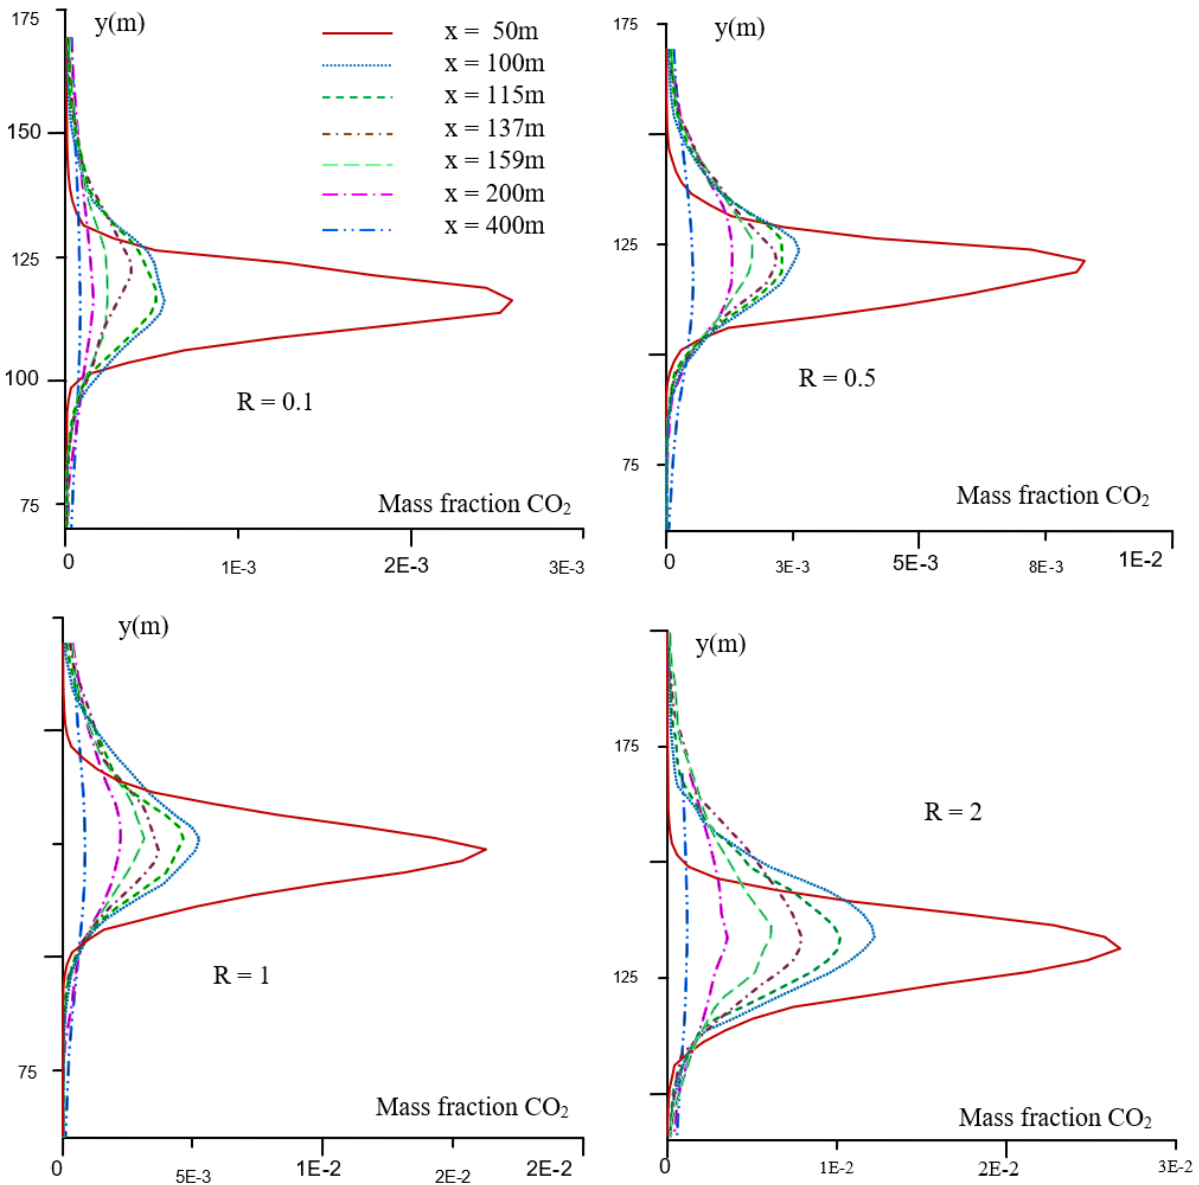 175
y(m)
x = 50m
x = 100m
x = 115m
x = 137m
x = 159m
x = 200m
x = 400m
150
125
100
75
R = 0.1
Mass fraction CO2
0
1E-3
2E-3
3E-3
175
y(m)
125
75
R = 0.5
Mass fraction CO2
0
3E-3
5E-3
8E-3
1E-2
y(m)
75
R = 1
Mass fraction CO2
0
5E-3
1E-2
2E-2
2E-2
y(m)
175
125
R = 2
Mass fraction CO2
0
1E-2
2E-2
3E-2